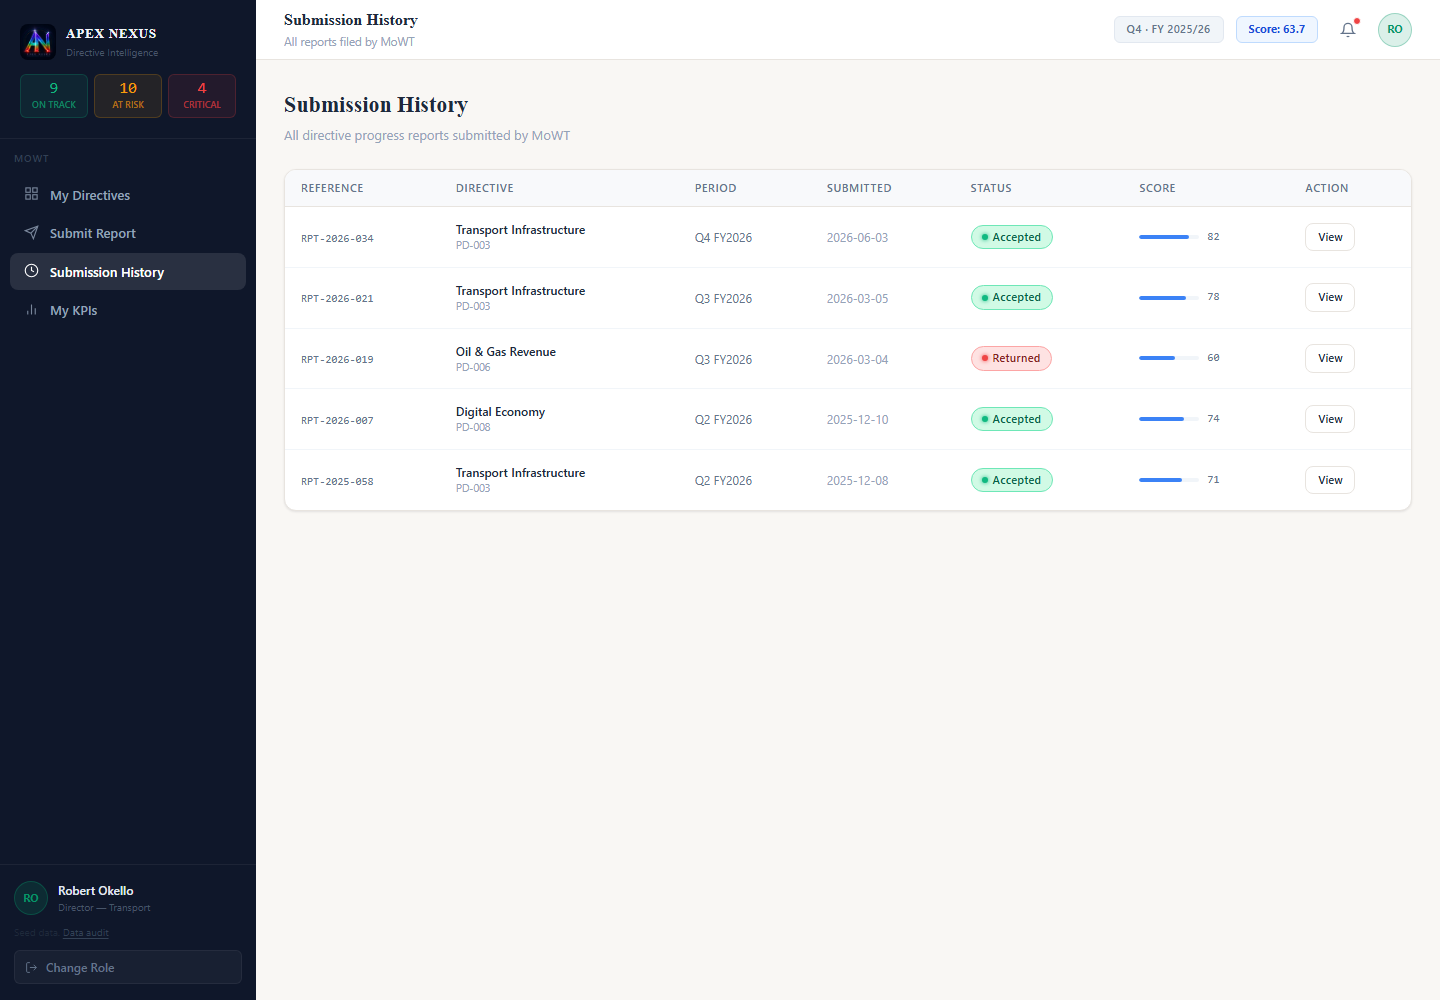 APEX NEXUS
Directive Intelligence
9
ON TRACK
10
AT RISK
4
CRITICAL
MOWT
My Directives
Submit Report
Submission History
My KPIs
Robert Okello
Director — Transport
RO
Seed data. Data audit
Change Role
Submission History
All reports filed by MoWT
Q4 · FY 2025/26
Score: 63.7
RO
Submission History
All directive progress reports submitted by MoWT
REFERENCE DIRECTIVE PERIOD SUBMITTED STATUS SCORE ACTION
RPT-2026-034 Transport Infrastructure Q4 FY2026 2026-06-03 Accepted 82 View
PD-003
RPT-2026-021 Transport Infrastructure Q3 FY2026 2026-03-05 Accepted 78 View
PD-003
RPT-2026-019 Oil & Gas Revenue Q3 FY2026 2026-03-04 Returned 60 View
PD-006
RPT-2026-007 Digital Economy Q2 FY2026 2025-12-10 Accepted 74 View
PD-008
RPT-2025-058 Transport Infrastructure Q2 FY2026 2025-12-08 Accepted 71 View
PD-003